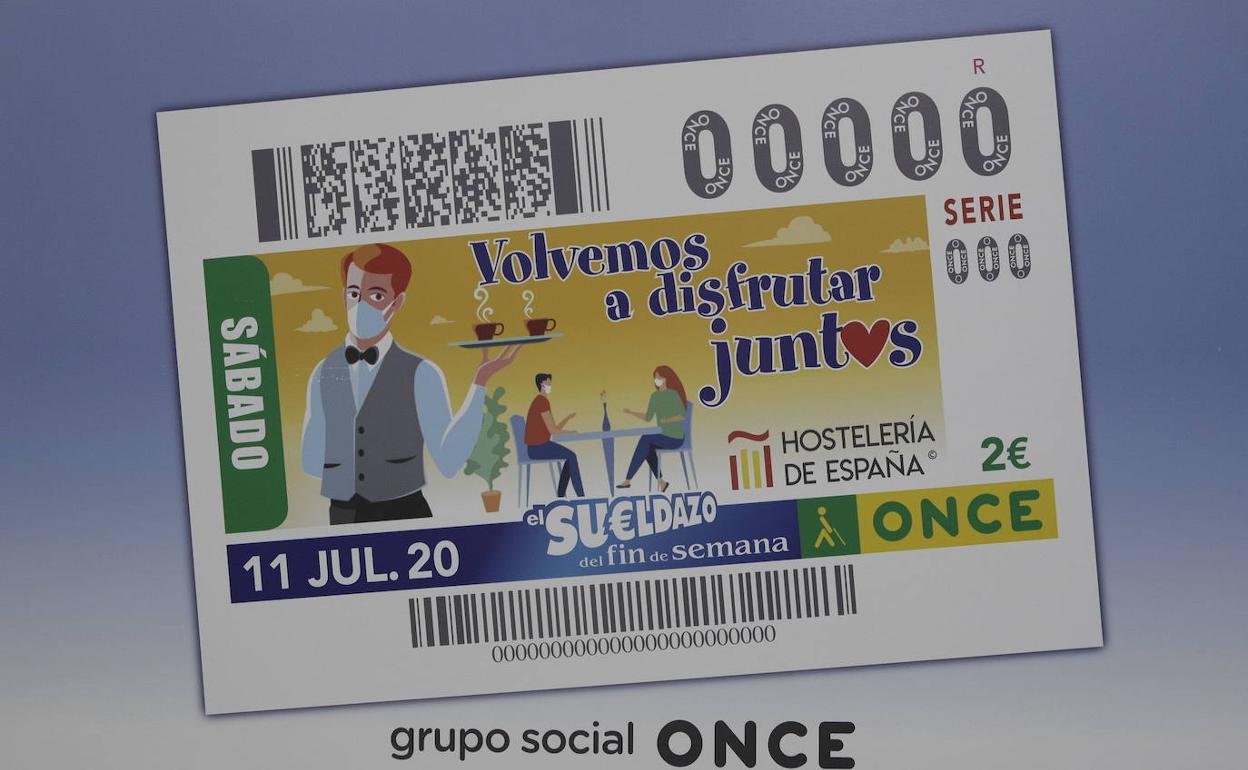 R
00000
SERIE
000
SÁBADO
Volvemos
a disfrutar
juntos
HOSTELERÍA
DE ESPAÑA©
2€
11 JUL. 20
el SU€LDAZO
del fin de semana
ONCE
grupo social ONCE